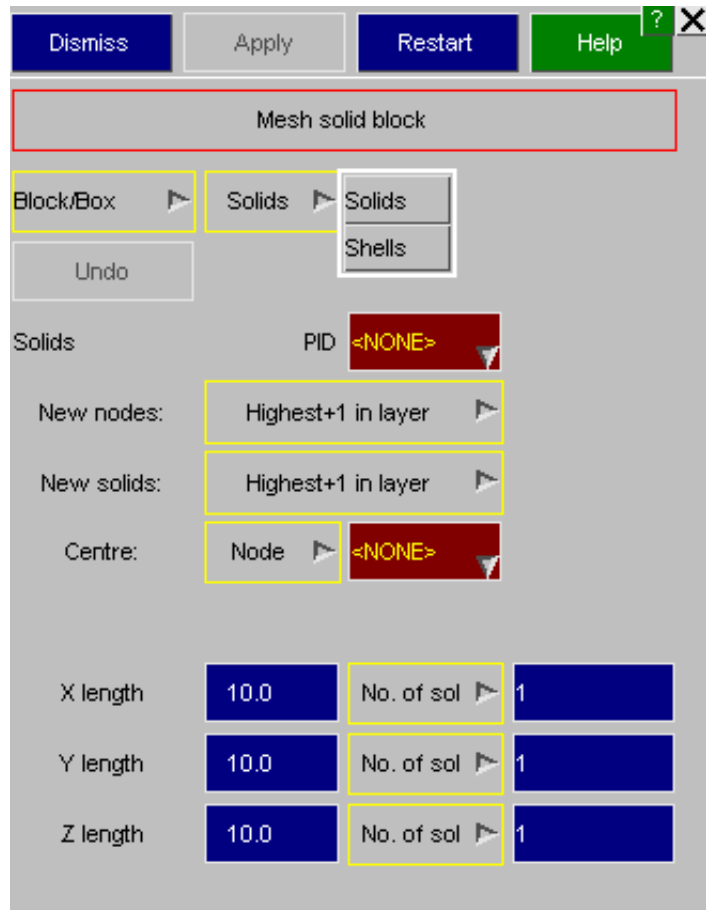 ?
Dismiss Apply Restart Help
Mesh solid block
Block/Box Solids Solids
Shells
Undo
Solids PID <NONE>
New nodes: Highest+1 in layer
New solids: Highest+1 in layer
Centre: Node <NONE>
X length 10.0 No. of sol 1
Y length 10.0 No. of sol 1
Z length 10.0 No. of sol 1